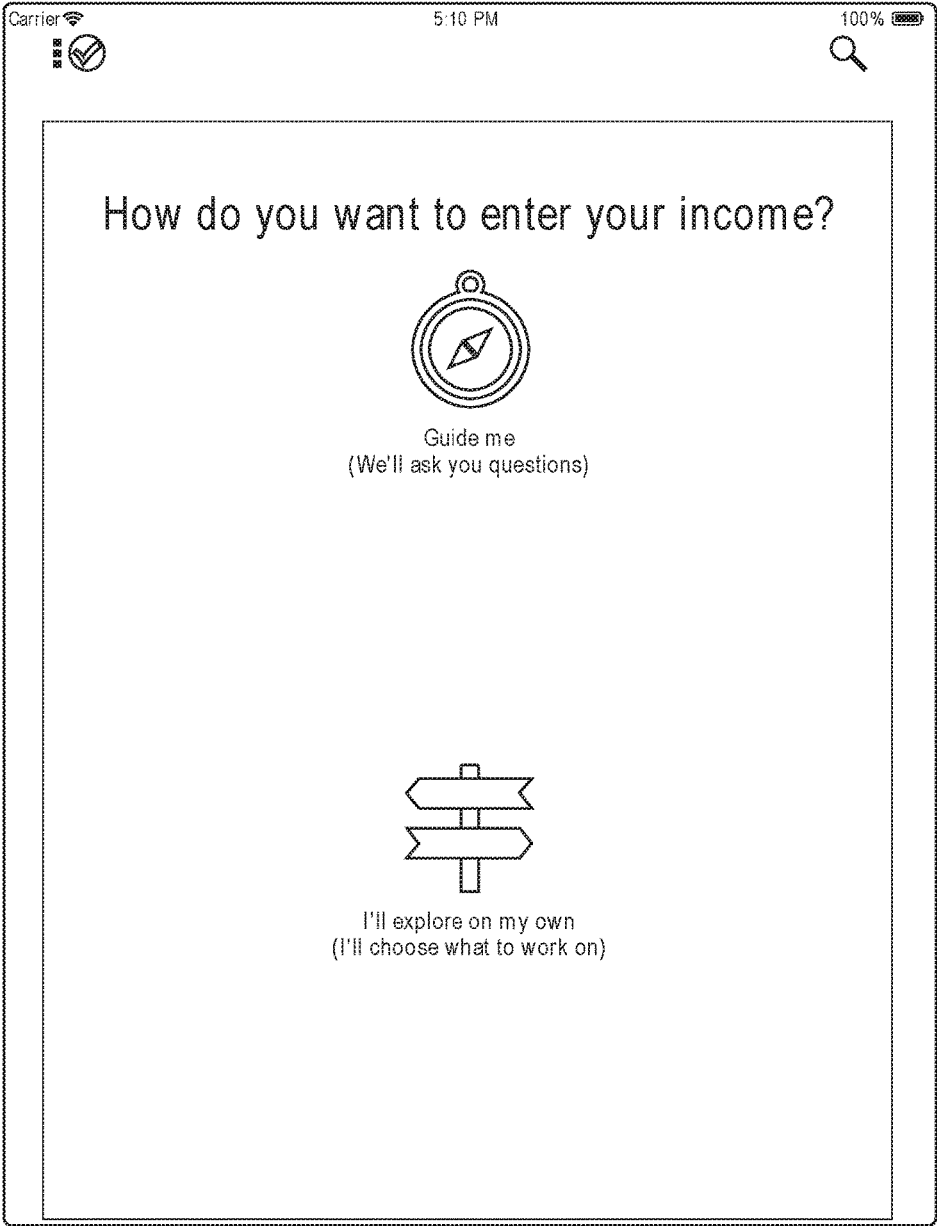 Carrier 5:10 PM 100%
How do you want to enter your income?
Guide me
(We'll ask you questions)
I'll explore on my own
(I'll choose what to work on)